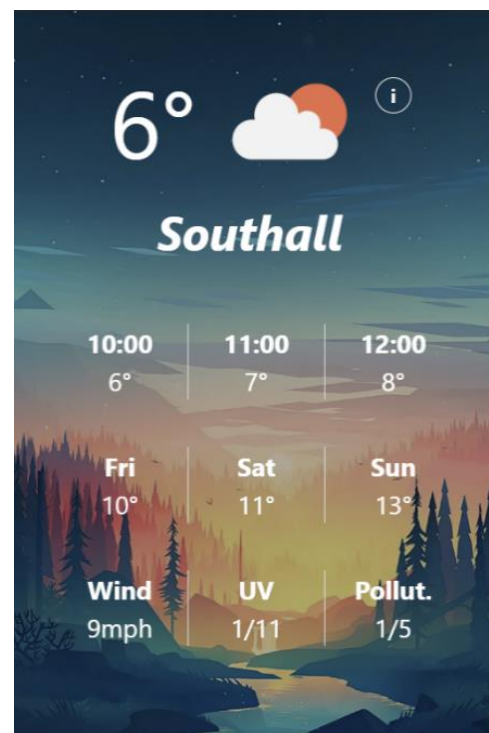 6°
i
Southall
10:00 11:00 12:00
6° 7° 8°
Fri Sat Sun
10° 11° 13°
Wind UV Pollut.
9mph 1/11 1/5